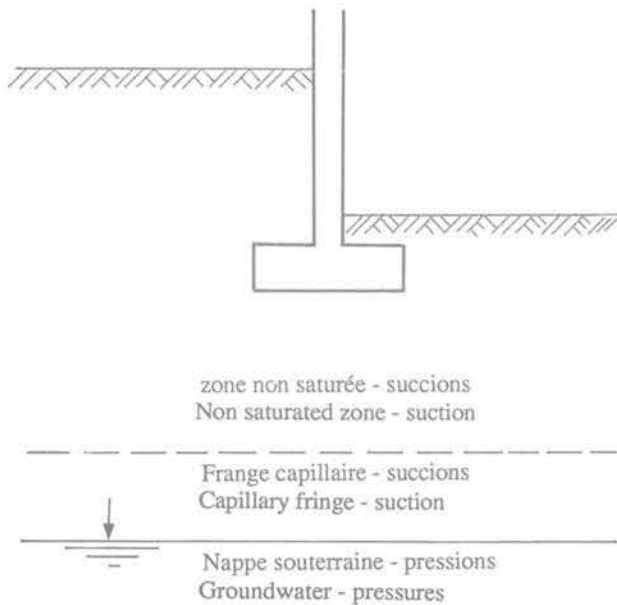 zone non saturée - succions
Non saturated zone - suction
Frange capillaire - succions
Capillary fringe - suction
Nappe souterraine - pressions
Groundwater - pressures